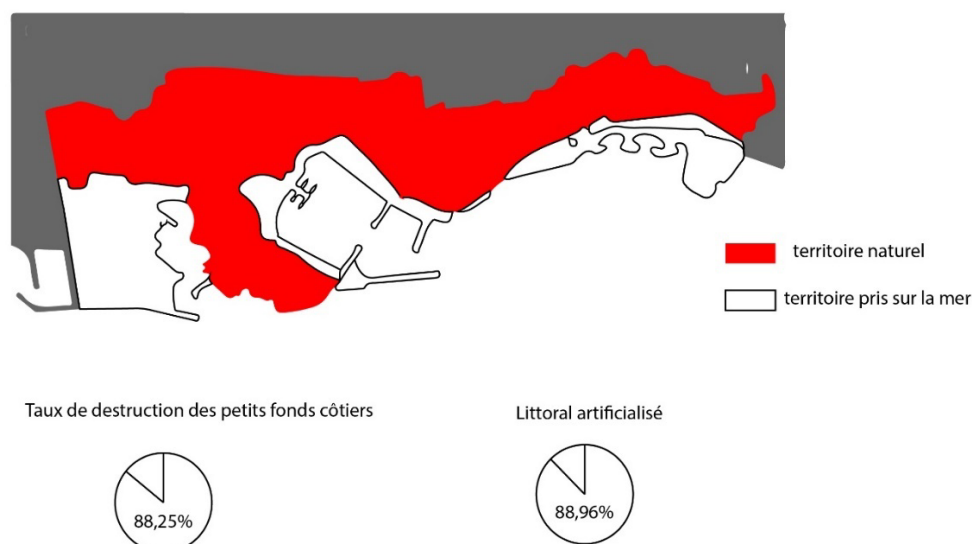 territoire naturel
territoire pris sur la mer
Taux de destruction des petits fonds côtiers
Littoral artificialisé
88,25%
88,96%